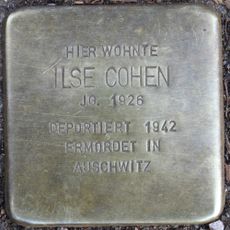 HIER WOHNTE
ILSE COHEN
JG. 1926
DEPORTIERT 1942
ERMORDET IN
AUSCHWITZ